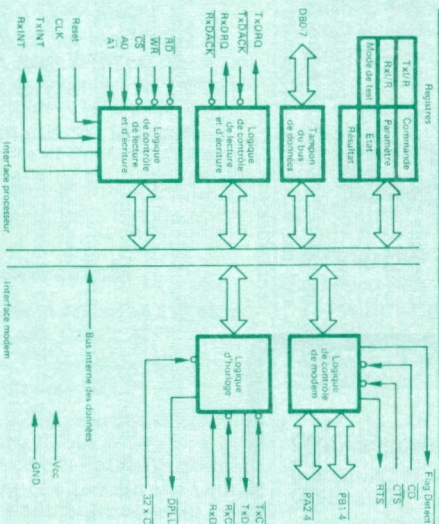 Registres
TxI/R
Commande
RxI/R
Paramètre
Mode de test
Etat
Résultat
DB0.7
Tampon
du bus
de données
TxDRQ
TxDACK
RxDRQ
RxDACK
Logique
de contrôle
de lecture
et d'écriture
RD
WR
CS
A0
A1
Logique
de contrôle
de lecture
et d'écriture
Reset
CLK
TxINT
RxINT
Interface processeur
Flag Detect
CD
CTS
RTS
Logique
de contrôle
de modem
PB1.4
PA2.4
Logique
d'horloge
TxC
TxD
RxC
RxD
DPLL
32 x C
Bus interne des données
Interface modem
Vcc
GND